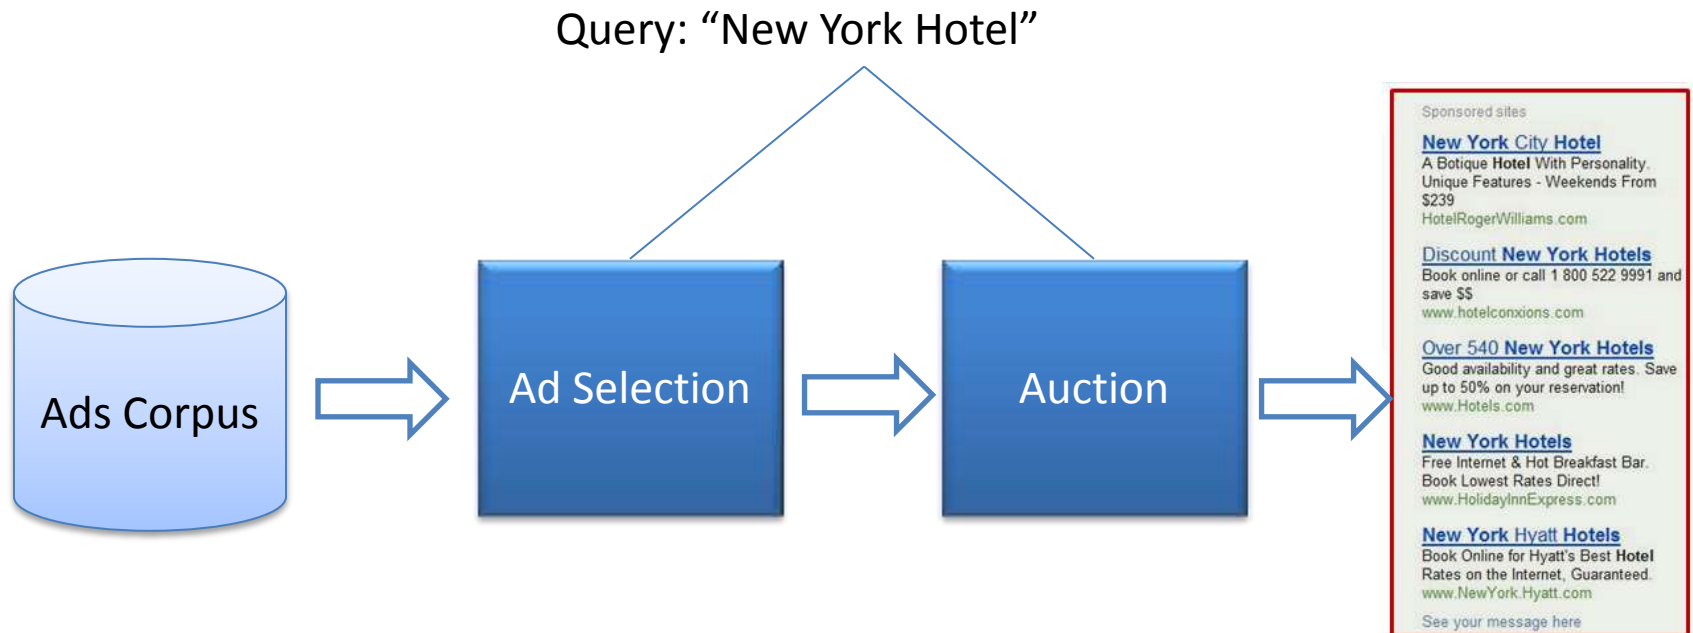 Query: “New York Hotel”
Ads Corpus
Ad Selection
Auction
Sponsored sites
New York City Hotel
A Botique Hotel With Personality.
Unique Features - Weekends From
$239
HotelRogerWilliams.com
Discount New York Hotels
Book online or call 1 800 522 9991 and
save $$
www.hotelconxions.com
Over 540 New York Hotels
Good availability and great rates. Save
up to 50% on your reservation!
www.Hotels.com
New York Hotels
Free Internet & Hot Breakfast Bar.
Book Lowest Rates Direct!
www.HolidayInnExpress.com
New York Hyatt Hotels
Book Online for Hyatt's Best Hotel
Rates on the Internet, Guaranteed.
www.NewYork.Hyatt.com
See your message here